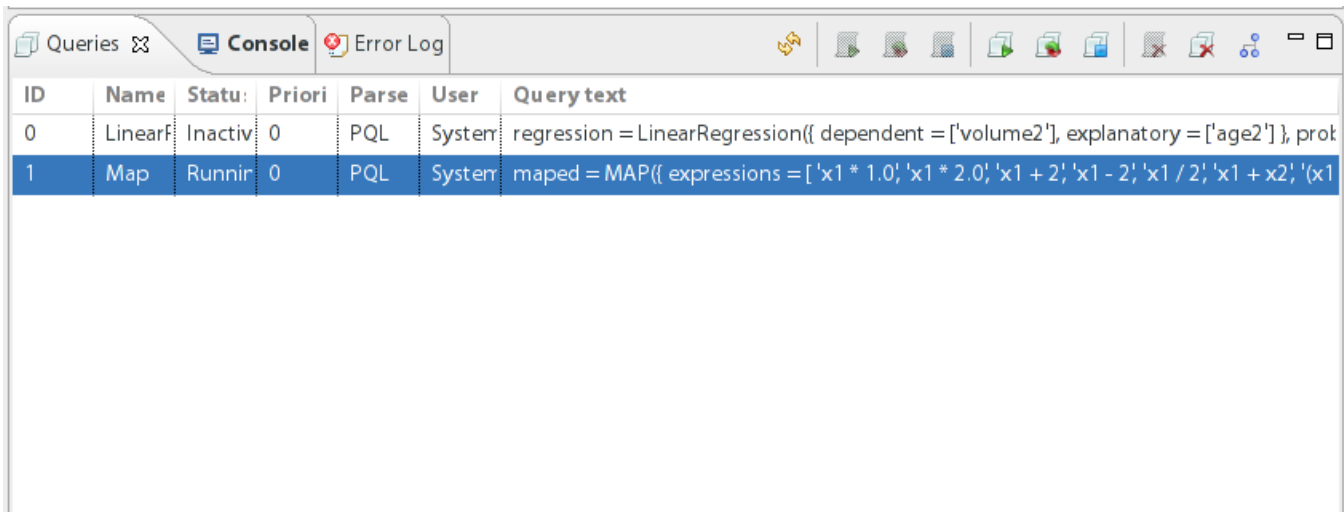 Queries Console Error Log
ID Name Statu: Priori Parse User Query text
0 LinearF Inactiv 0 PQL System regression = LinearRegression({ dependent = ['volume2'], explanatory = ['age2'] }, prob
1 Map Runnin 0 PQL System maped = MAP({ expressions = [ 'x1 * 1.0', 'x1 * 2.0', 'x1 + 2', 'x1 - 2', 'x1 / 2', 'x1 + x2', '(x1